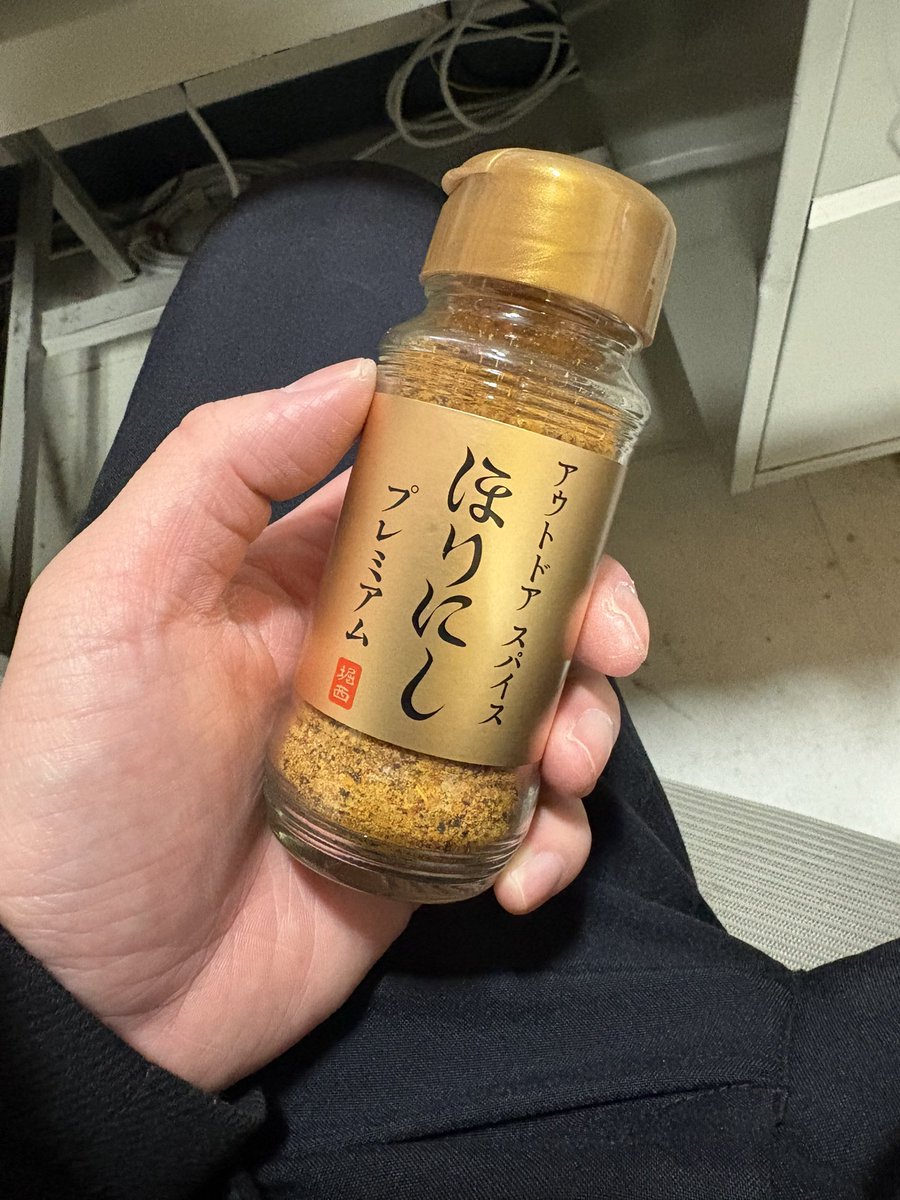 アウトドア スパイス
ほりにし
プレミアム
堀西